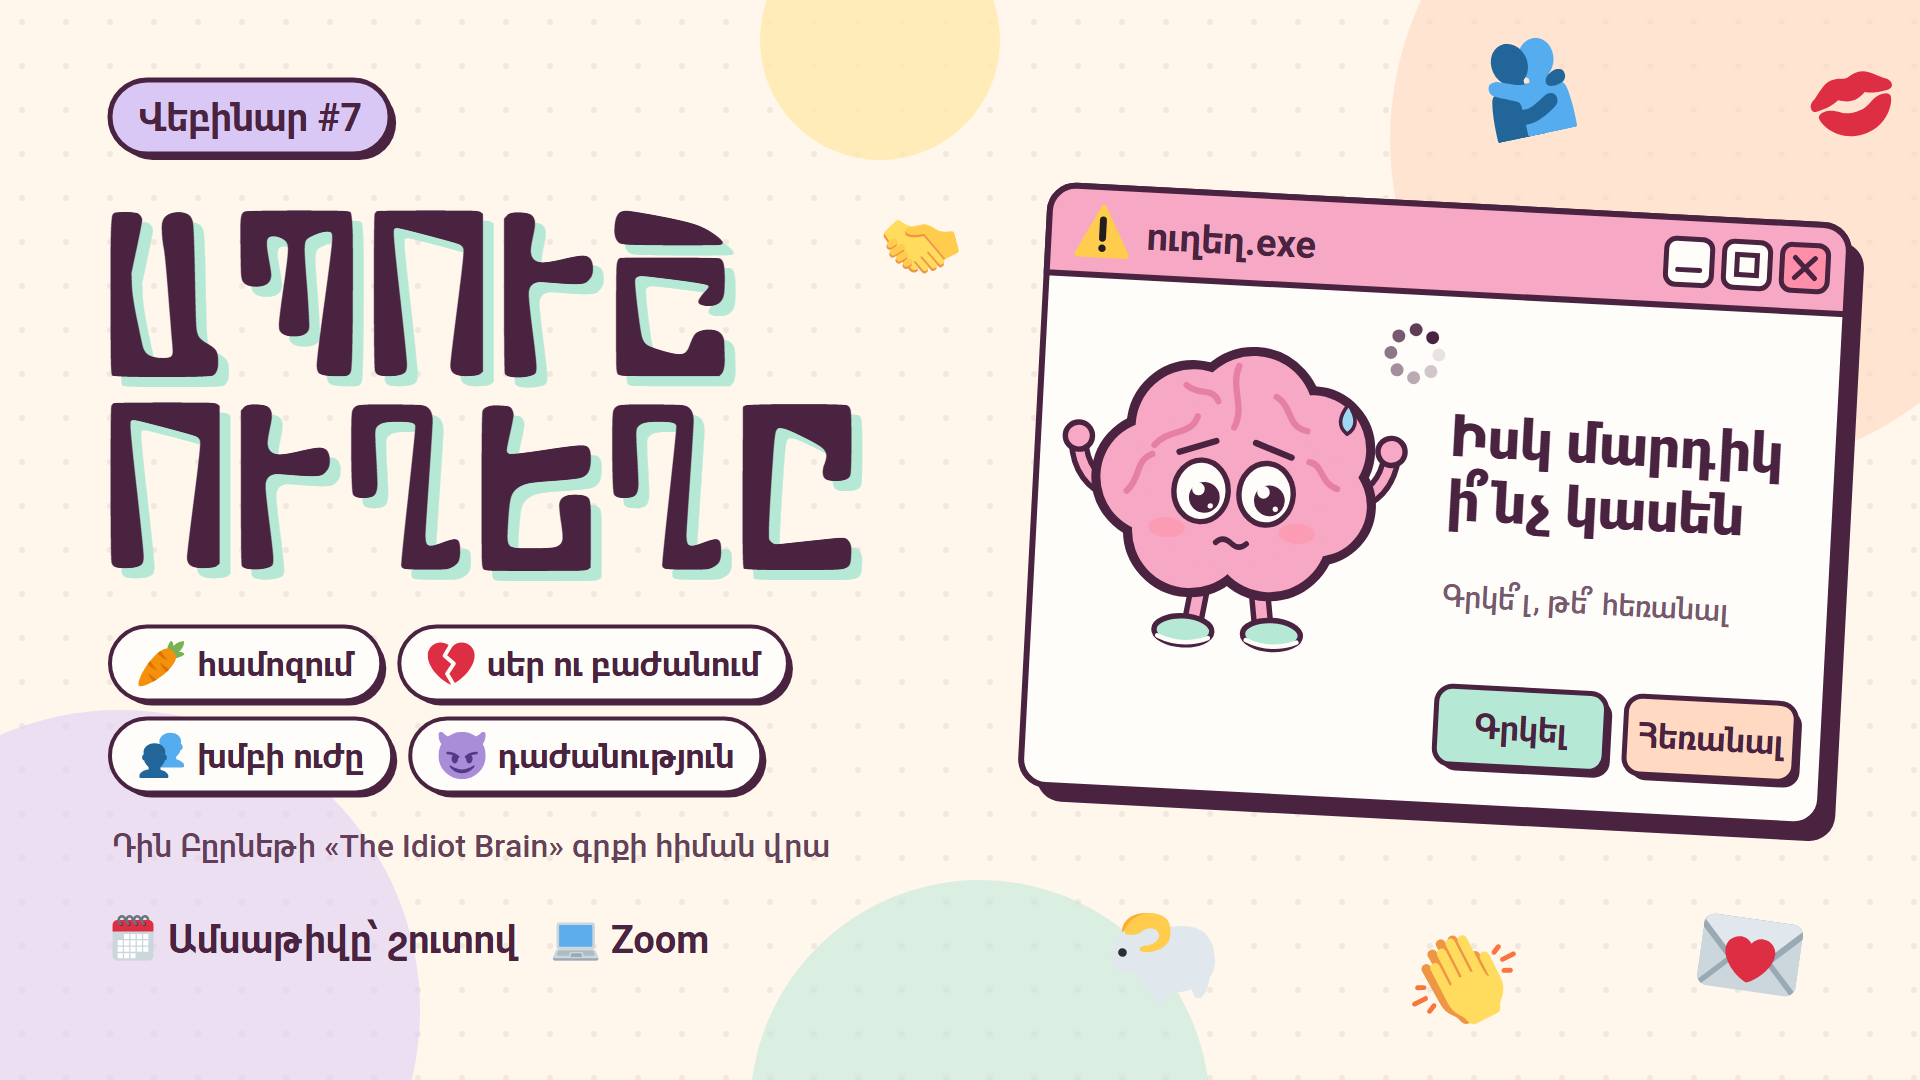 Վեբինար #7
ԱՊՈՒՇ
ՈՒՂԵՂԸ
համոզում
սեր ու բաժանում
խմբի ուժը
դաժանություն
Դին Բըրնեթի «The Idiot Brain» գրքի հիման վրա
Ամսաթիվը՝ շուտով
Zoom
ուղեղ.exe
Իսկ մարդիկ
ի՞նչ կասեն
Գրկե՞լ, թե՞ հեռանալ
Գրկել
Հեռանալ